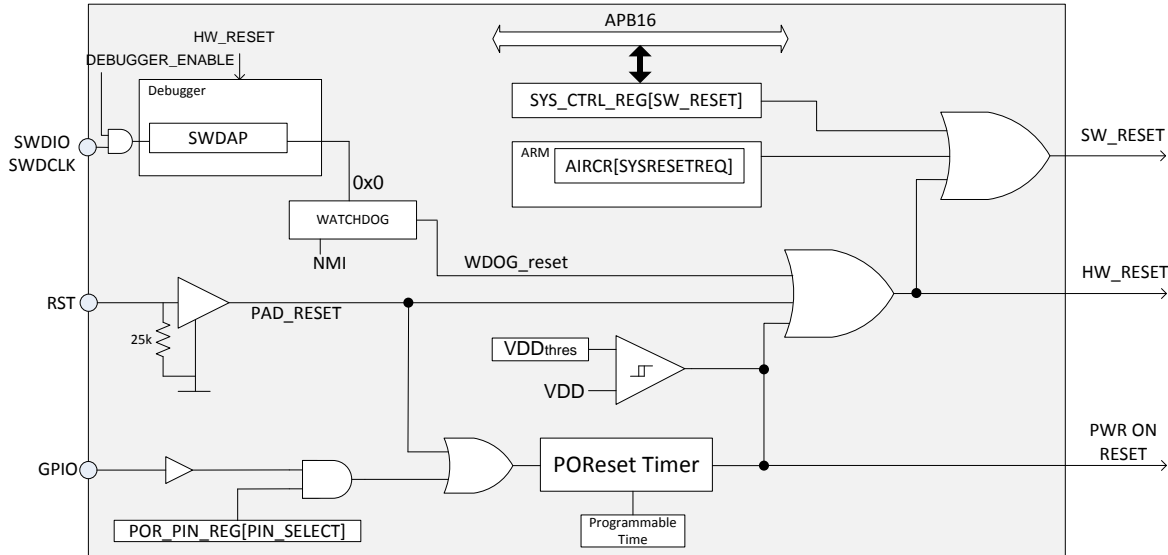 APB16
HW_RESET
DEBUGGER_ENABLE
Debugger
SWDAP
SYS_CTRL_REG[SW_RESET]
SWDIO
SWDCLK
SW_RESET
ARM
AIRCR[SYSRESETREQ]
0x0
WATCHDOG
NMI
WDOG_reset
HW_RESET
RST
PAD_RESET
25k
VDDthres
VDD
PWR ON
RESET
GPIO
POReset Timer
POR_PIN_REG[PIN_SELECT]
Programmable
Time